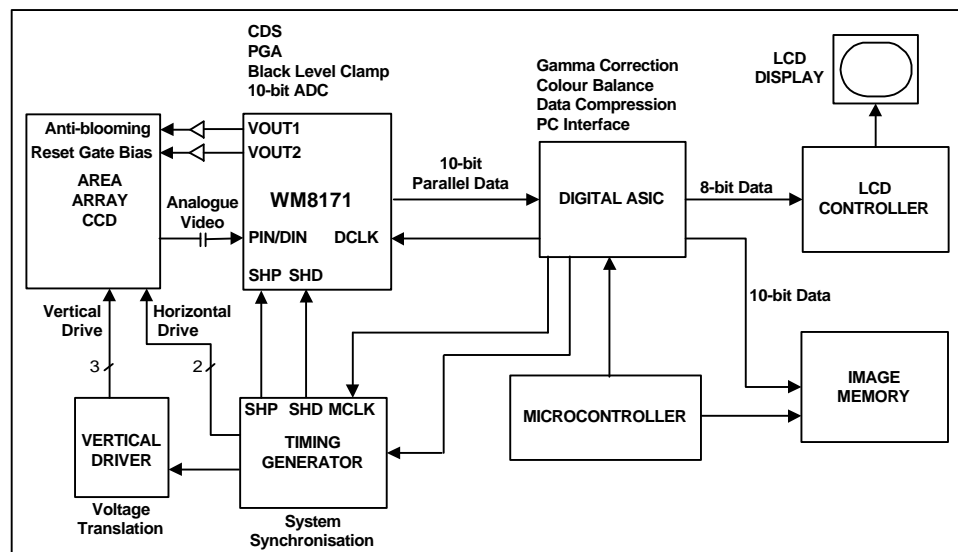 CDS
PGA
Black Level Clamp
10-bit ADC
Gamma Correction
Colour Balance
Data Compression
PC Interface
LCD
DISPLAY
Anti-blooming
Reset Gate Bias
AREA
ARRAY
CCD
VOUT1
VOUT2
WM8171
PIN/DIN
DCLK
SHP SHD
Analogue
Video
10-bit
Parallel Data
DIGITAL ASIC
8-bit Data
LCD
CONTROLLER
10-bit Data
Vertical
Drive
Horizontal
Drive
3
2
VERTICAL
DRIVER
Voltage
Translation
SHP SHD MCLK
TIMING
GENERATOR
System
Synchronisation
MICROCONTROLLER
IMAGE
MEMORY